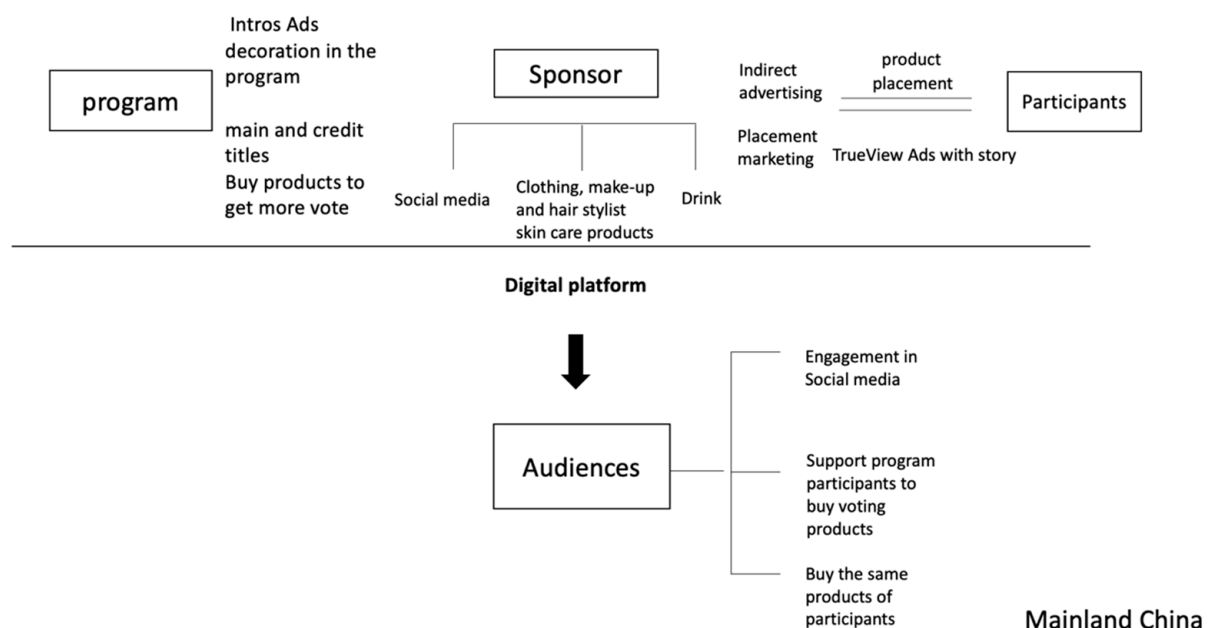 Intros Ads
decoration in the
program
program
main and credit
titles
Buy products to
get more vote
Sponsor
Social media
Clothing, make-up
and hair stylist
skin care products
Drink
Indirect
advertising
product
placement
Placement
marketing
TrueView Ads with story
Participants
Digital platform
Audiences
Engagement in
Social media
Support program
participants to
buy voting
products
Buy the same
products of
participants
Mainland China